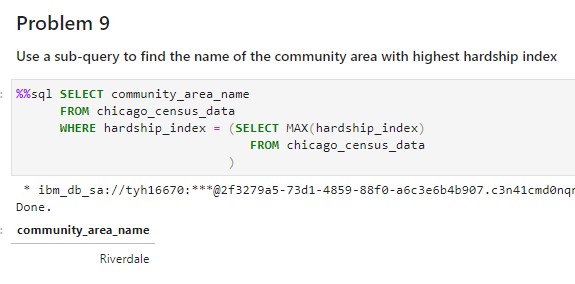 Problem 9
Use a sub-query to find the name of the community area with highest hardship index
%%sql SELECT community_area_name
FROM chicago_census_data
WHERE hardship_index = (SELECT MAX(hardship_index)
FROM chicago_census_data
)
* ibm_db_sa://tyh16670:***@2f3279a5-73d1-4859-88f0-a6c3e6b4b907.c3n41cmd0nqr
Done.
community_area_name
Riverdale